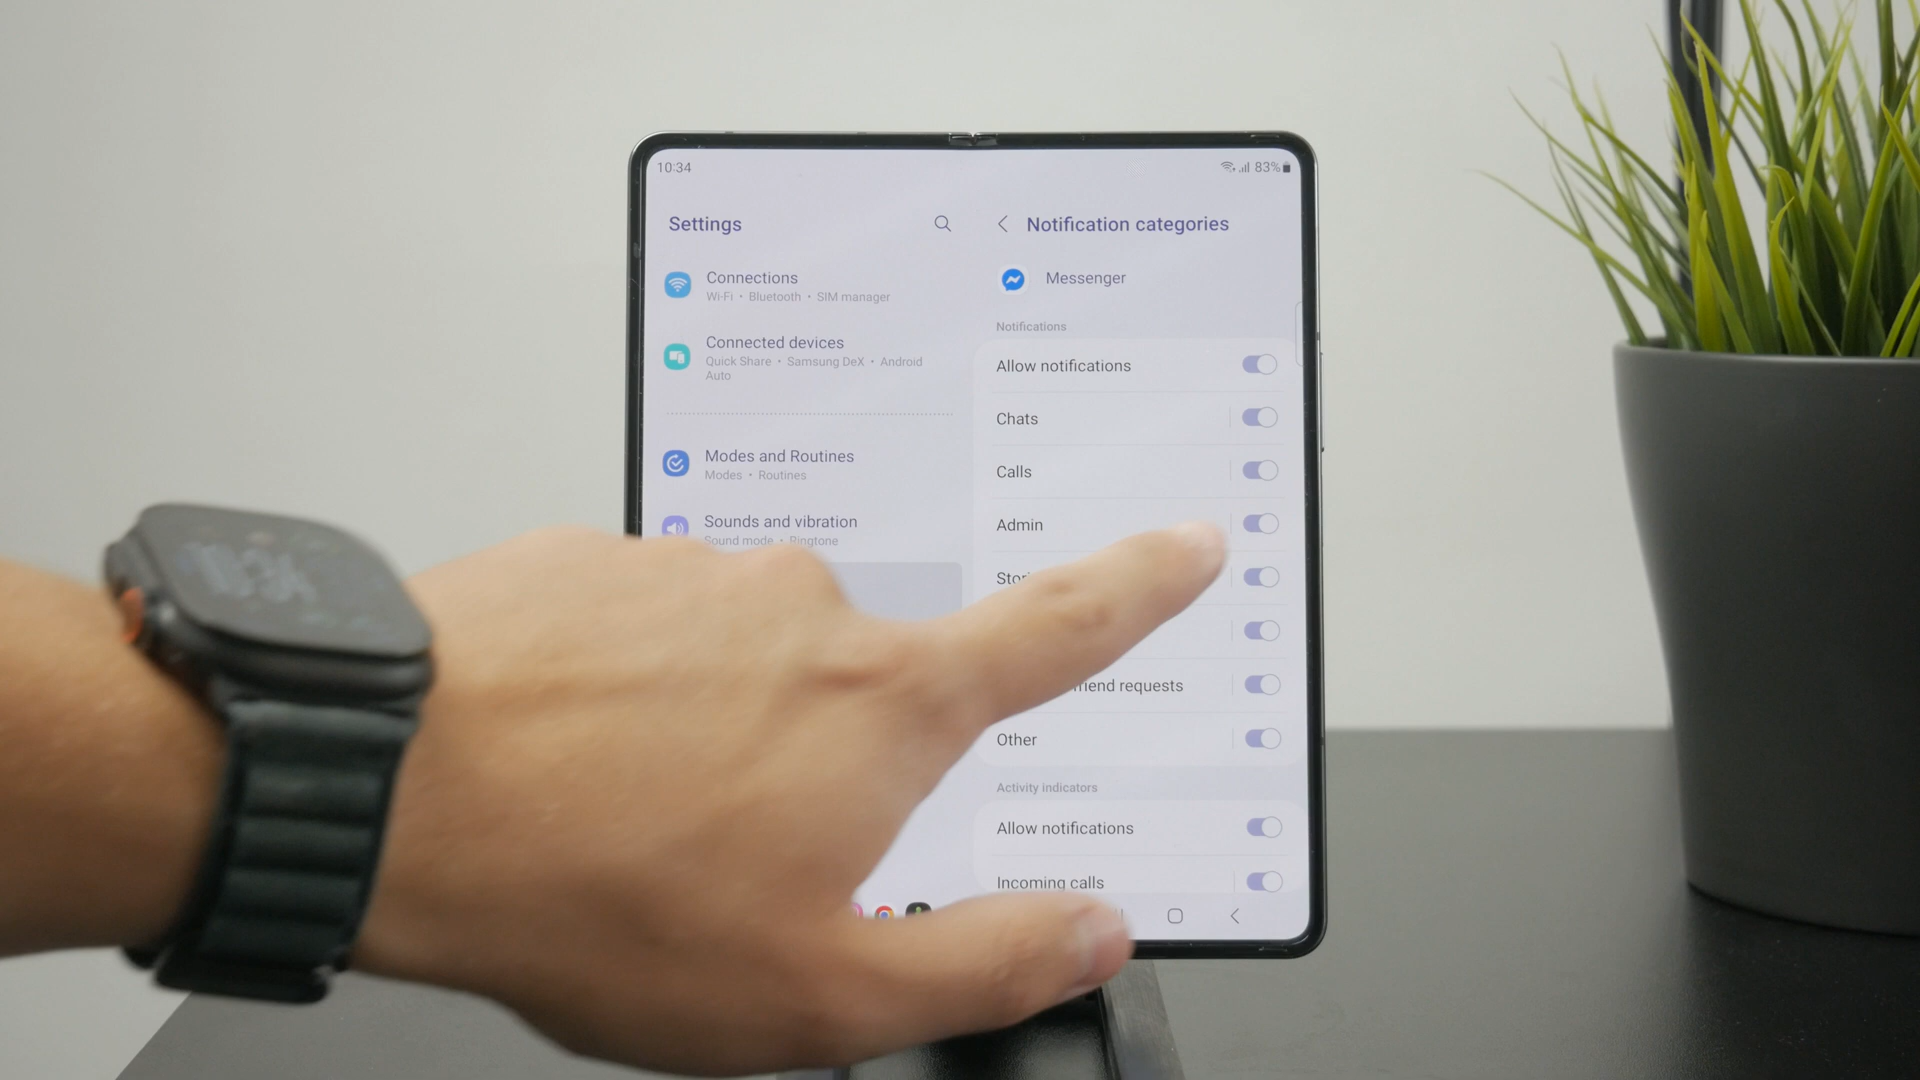 10:34
83%
Settings
Connections
Wi-Fi • Bluetooth • SIM manager
Connected devices
Quick Share • Samsung DeX • Android
Auto
Modes and Routines
Modes • Routines
Sounds and vibration
Sound mode • Ringtone
Notification categories
Messenger
Notifications
Allow notifications
Chats
Calls
Admin
requests
Other
Activity indicators
Allow notifications
Incoming calls